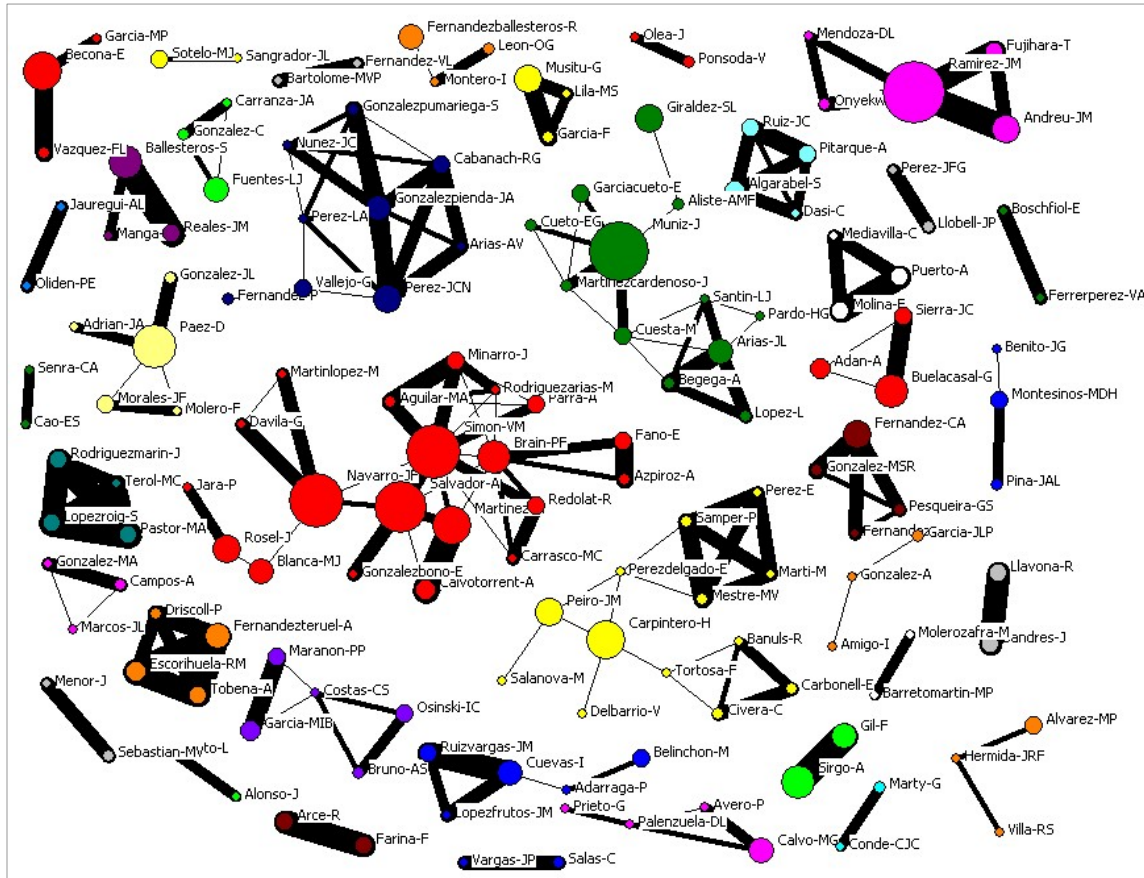 Garcia-MP
Becona-E
Vazquez-FL
Sotelo-MJ
Sangrador-JL
Fernandez-VL
Bartolome-MVP
Fernandezballesteros-R
Leon-OG
Montero-I
Olea-J
Ponsoda-V
Mendoza-DL
Fujihara-T
Ramirez-JM
Onyekw
Andreu-JM
Musitu-G
Lila-MS
Garcia-F
Carranza-JA
Gonzalez-C
Ballesteros-S
Fuentes-LJ
Gonzalezpumariega-S
Nunez-JC
Cabanach-RG
Gonzalezpienda-JA
Perez-LA
Arias-AV
Vallejo-G
Perez-JCN
Fernandez-P
Giraldez-SL
Garciacueto-E
Aliste-AMF
Cueto-EG
Muniz-J
Martinezcardenoso-J
Santin-LJ
Pardo-HG
Cuesta-M
Arias-JL
Begega-A
Lopez-L
Ruiz-JC
Pitarque-A
Algarabel-S
Dasi-C
Perez-JFG
Llobell-JP
Boschfiol-E
Ferrerperez-VA
Mediavilla-C
Puerto-A
Molina-E
Jauregui-AL
Manga-
Reales-JM
Oliden-PE
Gonzalez-JL
Adrian-JA
Paez-D
Morales-JF
Molero-F
Senra-CA
Cao-ES
Sierra-JC
Adan-A
Buelacasal-G
Benito-JG
Montesinos-MDH
Pina-JAL
Martinlopez-M
Minarro-J
Rodriguezarias-M
Aguilar-MA
Parra-A
Davila-G
Simon-VM
Brain-PF
Fano-E
Azpiroz-A
Navarro-JF
Salvador-A
Martinez
Redolat-R
Carrasco-MC
Gonzalezbono-E
Calvotorrent-A
Jara-P
Rosel-J
Blanca-MJ
Rodriguezmarin-J
Terol-MC
Lopezroig-S
Pastor-MA
Gonzalez-MA
Campos-A
Marcos-JL
Fernandez-CA
Gonzalez-MSR
Pesqueira-GS
Fernandez
Garcia-JLP
Gonzalez-A
Amigo-I
Perez-E
Samper-P
Perezdelgado-E
Marti-M
Mestre-MV
Peiro-JM
Carpintero-H
Salanova-M
Delbarrio-V
Tortosa-F
Banuls-R
Carbonell-E
Civera-C
Llavona-R
Landres-J
Molerozafra-M
Barretomartin-MP
Driscoll-P
Fernandezteruel-A
Escorihuela-RM
Tobena-A
Maranon-PP
Costas-CS
Garcia-MIB
Osinski-IC
Bruno-AS
Menor-J
Sebastian-MV
to-L
Alonso-J
Arce-R
Farina-F
Ruizvargas-JM
Cuevas-I
Lopezfrutos-JM
Belinchon-M
Adarraga-P
Prieto-G
Avero-P
Palenzuela-DL
Calvo-MG
Vargas-JP
Salas-C
Gil-F
Sirgo-A
Marty-G
Conde-CJC
Alvarez-MP
Hermida-JRF
Villa-RS